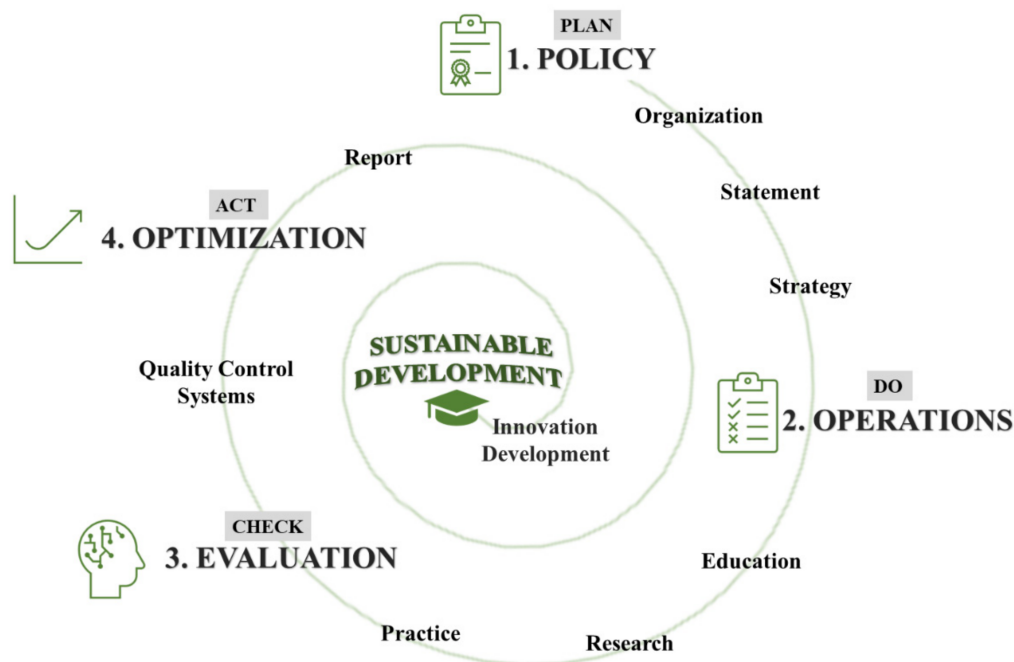 PLAN
1. POLICY
Organization
Statement
Strategy
DO
2. OPERATIONS
Education
Research
Practice
CHECK
3. EVALUATION
Quality Control
Systems
ACT
4. OPTIMIZATION
Report
SUSTAINABLE
DEVELOPMENT
Innovation
Development